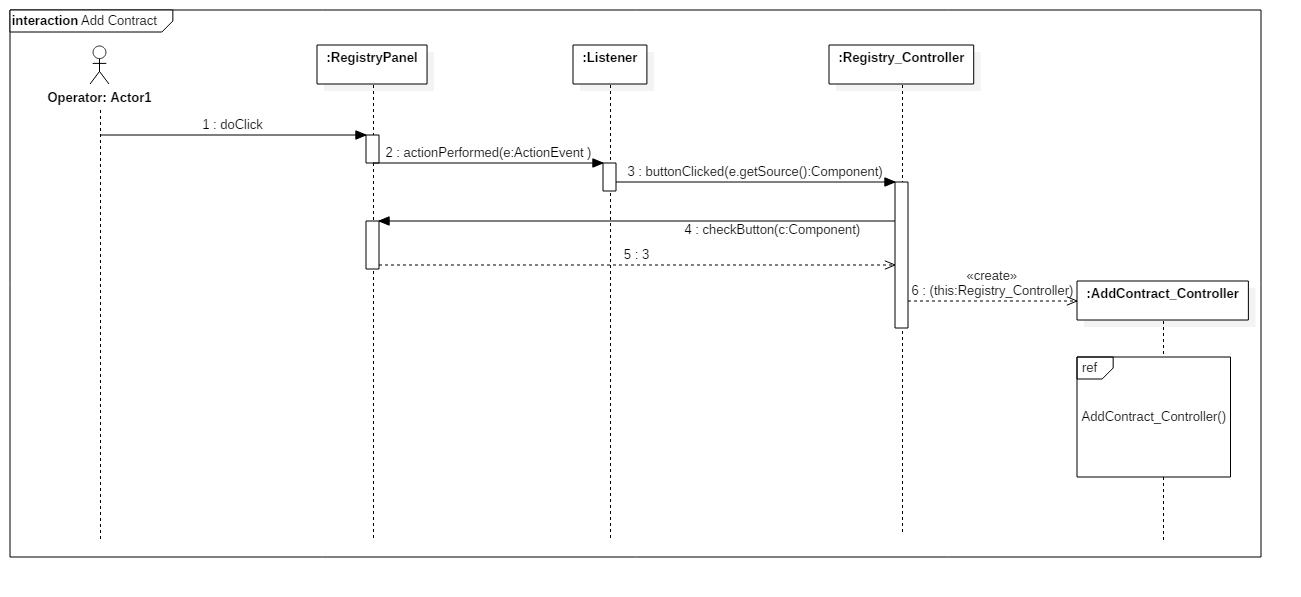 interaction Add Contract
Operator: Actor1
:RegistryPanel
:Listener
:Registry_Controller
1 : doClick
2 : actionPerformed(e:ActionEvent )
3 : buttonClicked(e.getSource():Component)
4 : checkButton(c:Component)
5 : 3
«create»
6 : (this:Registry_Controller)
:AddContract_Controller
ref
AddContract_Controller()